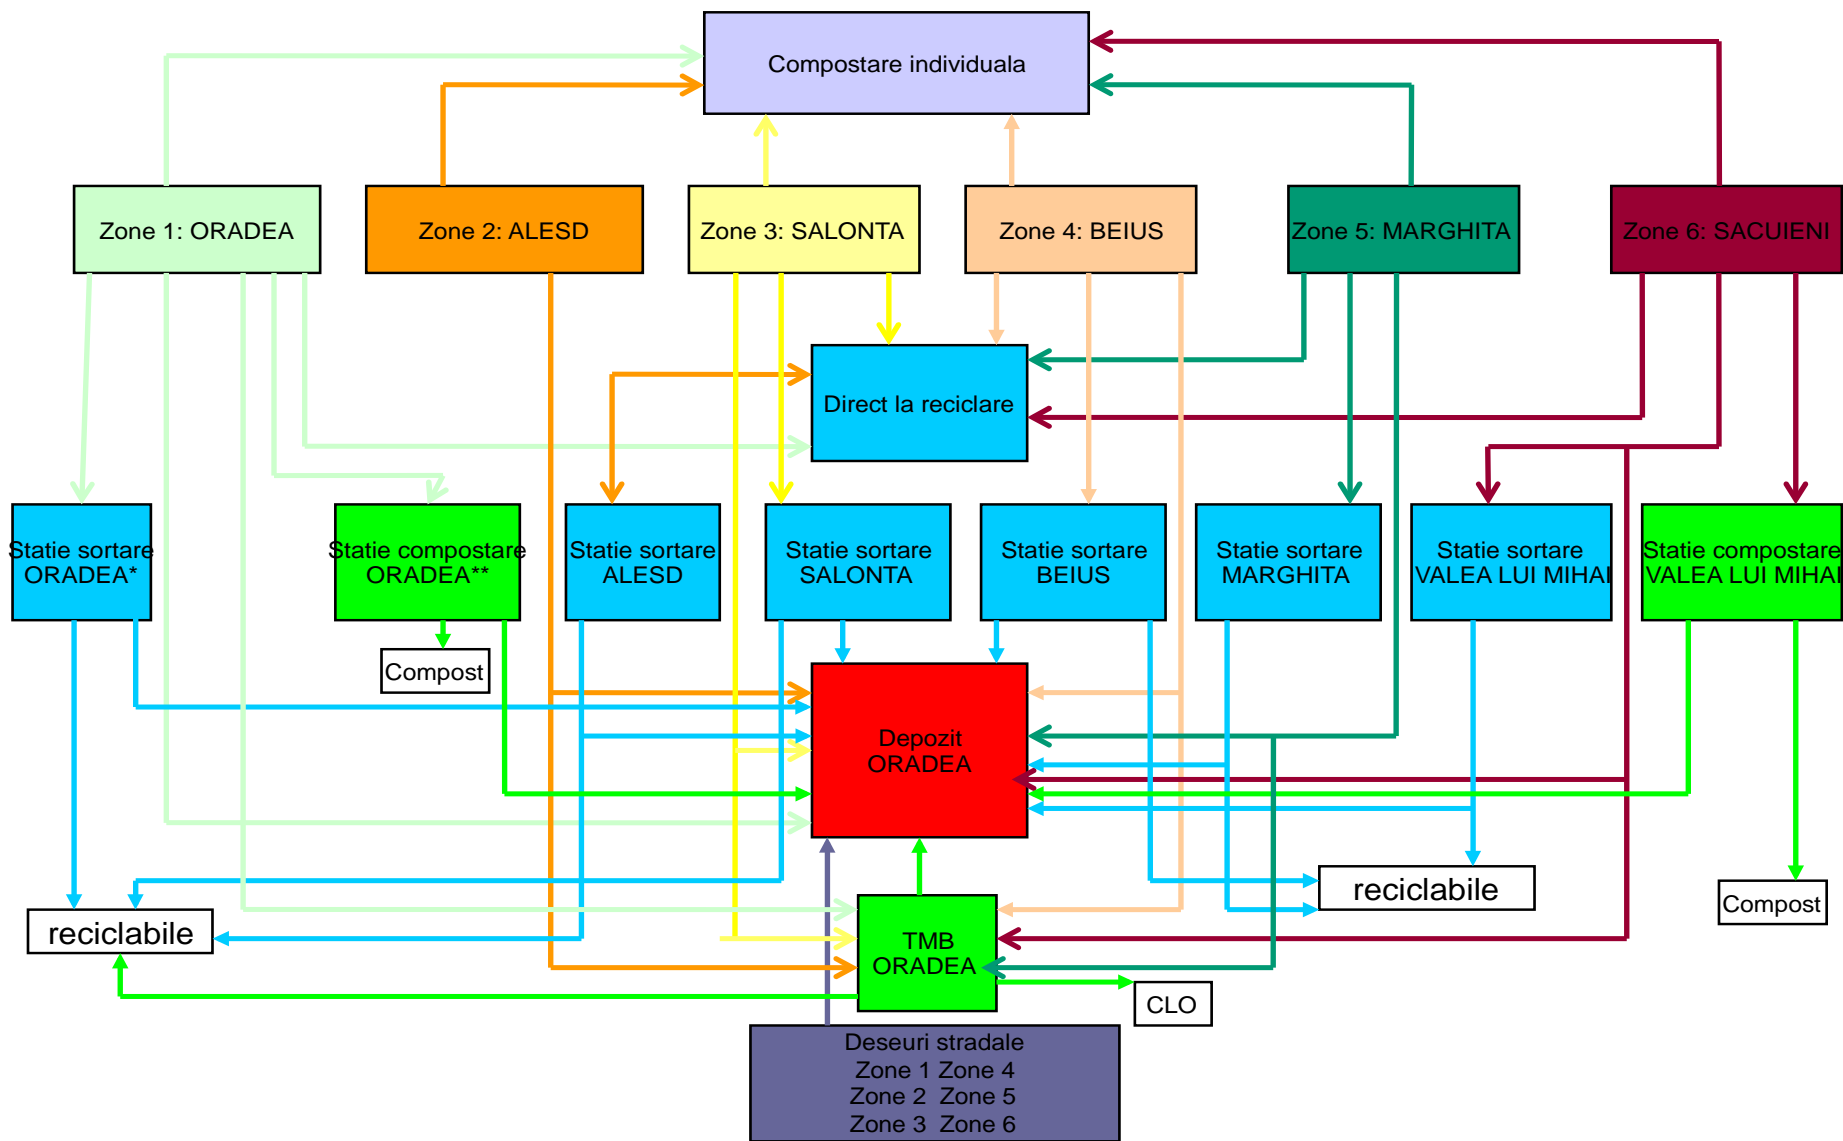 Compostare individuala
Zone 1: ORADEA
Zone 2: ALESD
Zone 3: SALONTA
Zone 4: BEIUS
Zone 5: MARGHITA
Zone 6: SACUIENI
Direct la reciclare
Statie sortare
ORADEA*
Statie compostare
ORADEA**
Statie sortare
ALESD
Statie sortare
SALONTA
Statie sortare
BEIUS
Statie sortare
MARGHITA
Statie sortare
VALEA LUI MIHAI
Statie compostare
VALEA LUI MIHAI
Compost
Depozit
ORADEA
reciclabile
Compost
reciclabile
TMB
ORADEA
CLO
Deseuri stradale
Zone 1 Zone 4
Zone 2 Zone 5
Zone 3 Zone 6